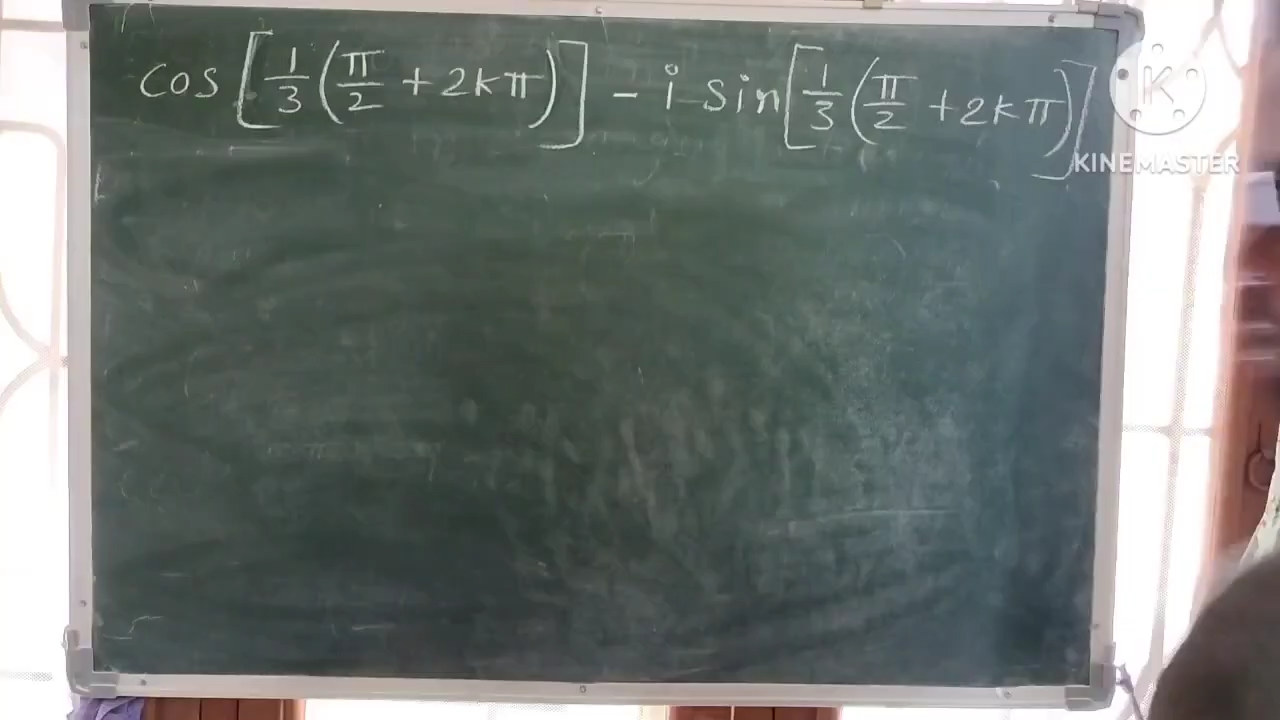 cos [1/3 (π/2 + 2kπ)] - i sin [1/3 (π/2 + 2kπ)]
K
KINEMASTER